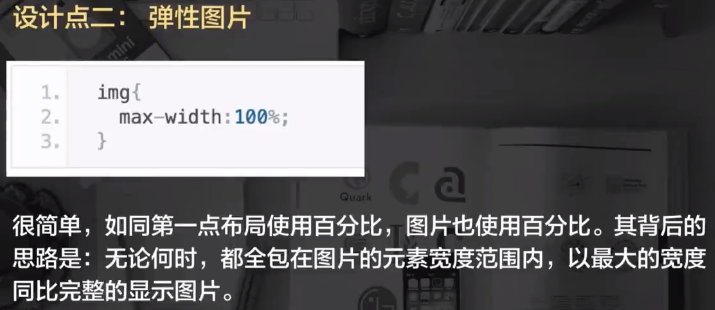 设计点二： 弹性图片
1. img{
2. max-width:100%;
3. }
Quark
很简单，如同第一点布局使用百分比，图片也使用百分比。其背后的
思路是：无论何时，都全包在图片的元素宽度范围内，以最大的宽度
同比完整的显示图片。